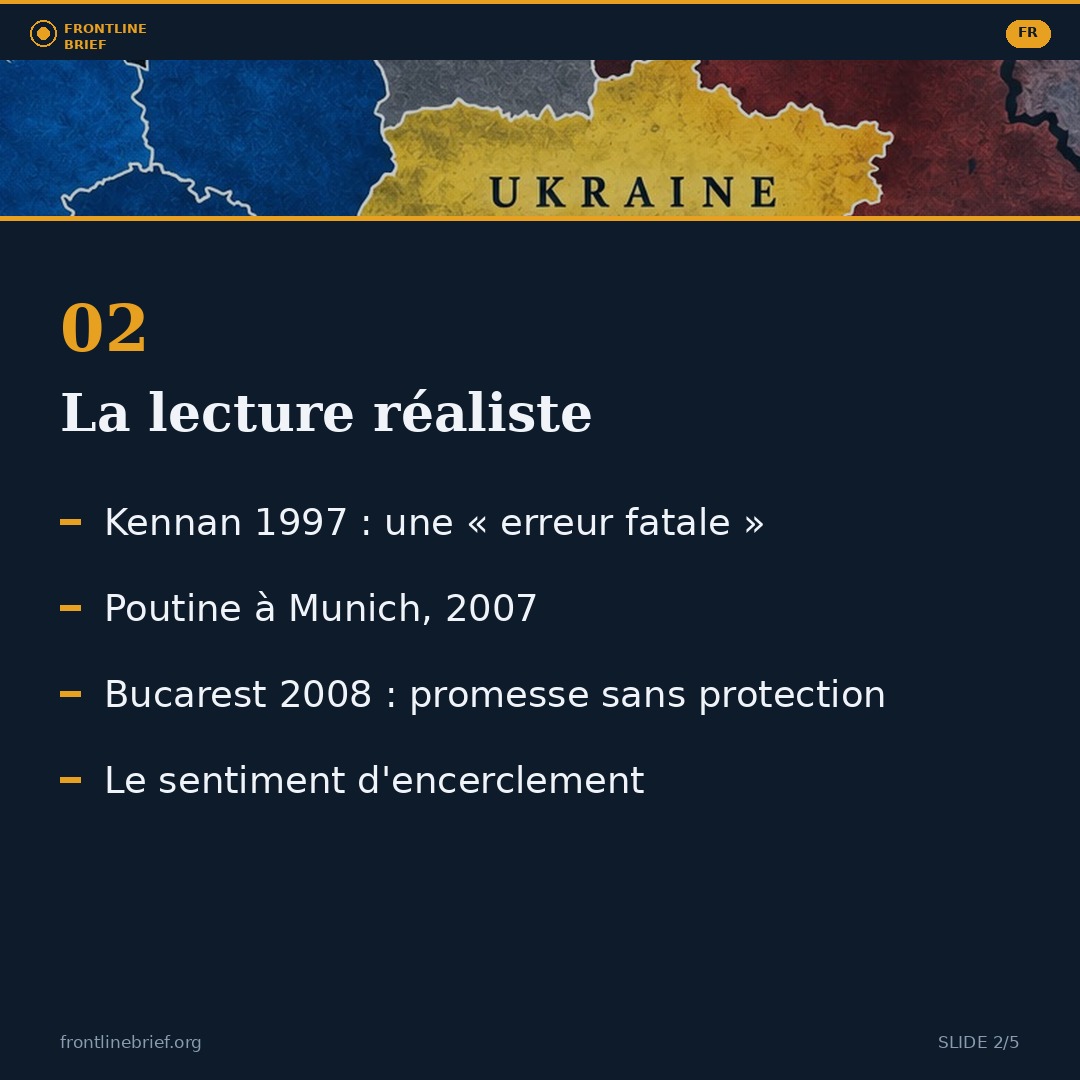 FRONTLINE
BRIEF
FR
UKRAINE
02
La lecture réaliste
Kennan 1997 : une « erreur fatale »
Poutine à Munich, 2007
Bucarest 2008 : promesse sans protection
Le sentiment d'encerclement
frontlinebrief.org
SLIDE 2/5